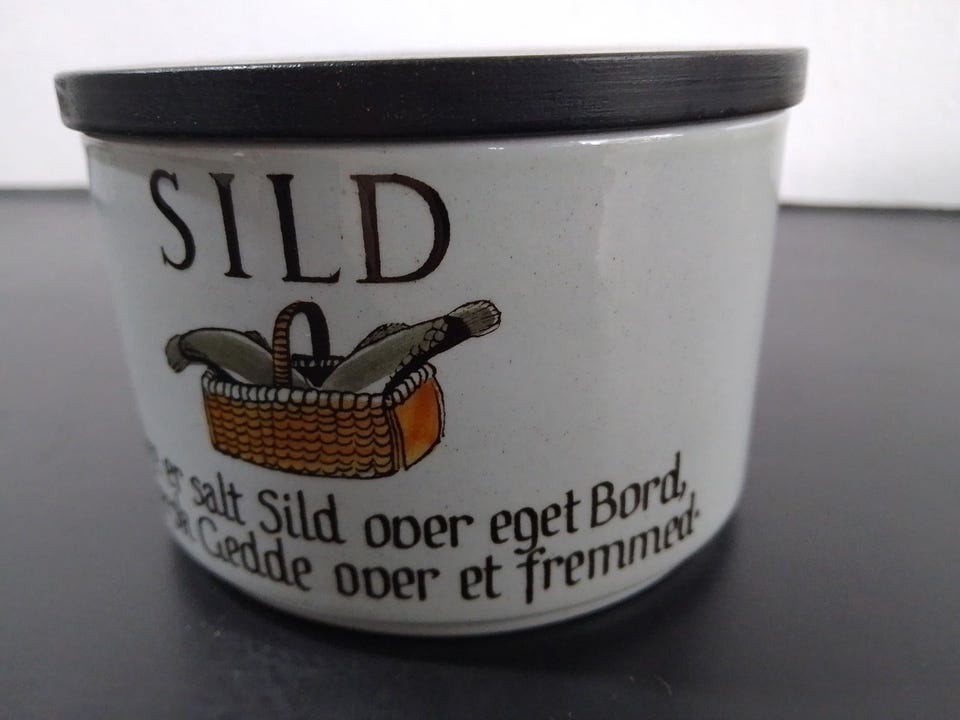 SILD
er salt Sild over eget Bord,
Gedde over et fremmed.